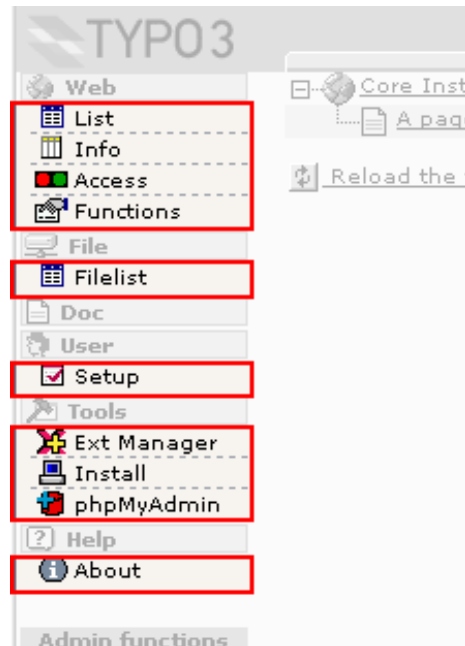 TYPO3
Web
List
Info
Access
Functions
File
Filelist
Doc
User
Setup
Tools
Ext Manager
Install
phpMyAdmin
Help
About
Admin functions
Core Inst
A pag
Reload the